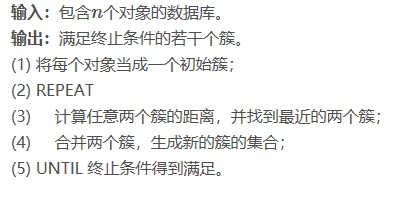 输入：包含n个对象的数据库。
输出：满足终止条件的若干个簇。
(1) 将每个对象当成一个初始簇；
(2) REPEAT
(3) 计算任意两个簇的距离，并找到最近的两个簇；
(4) 合并两个簇，生成新的簇的集合；
(5) UNTIL 终止条件得到满足。